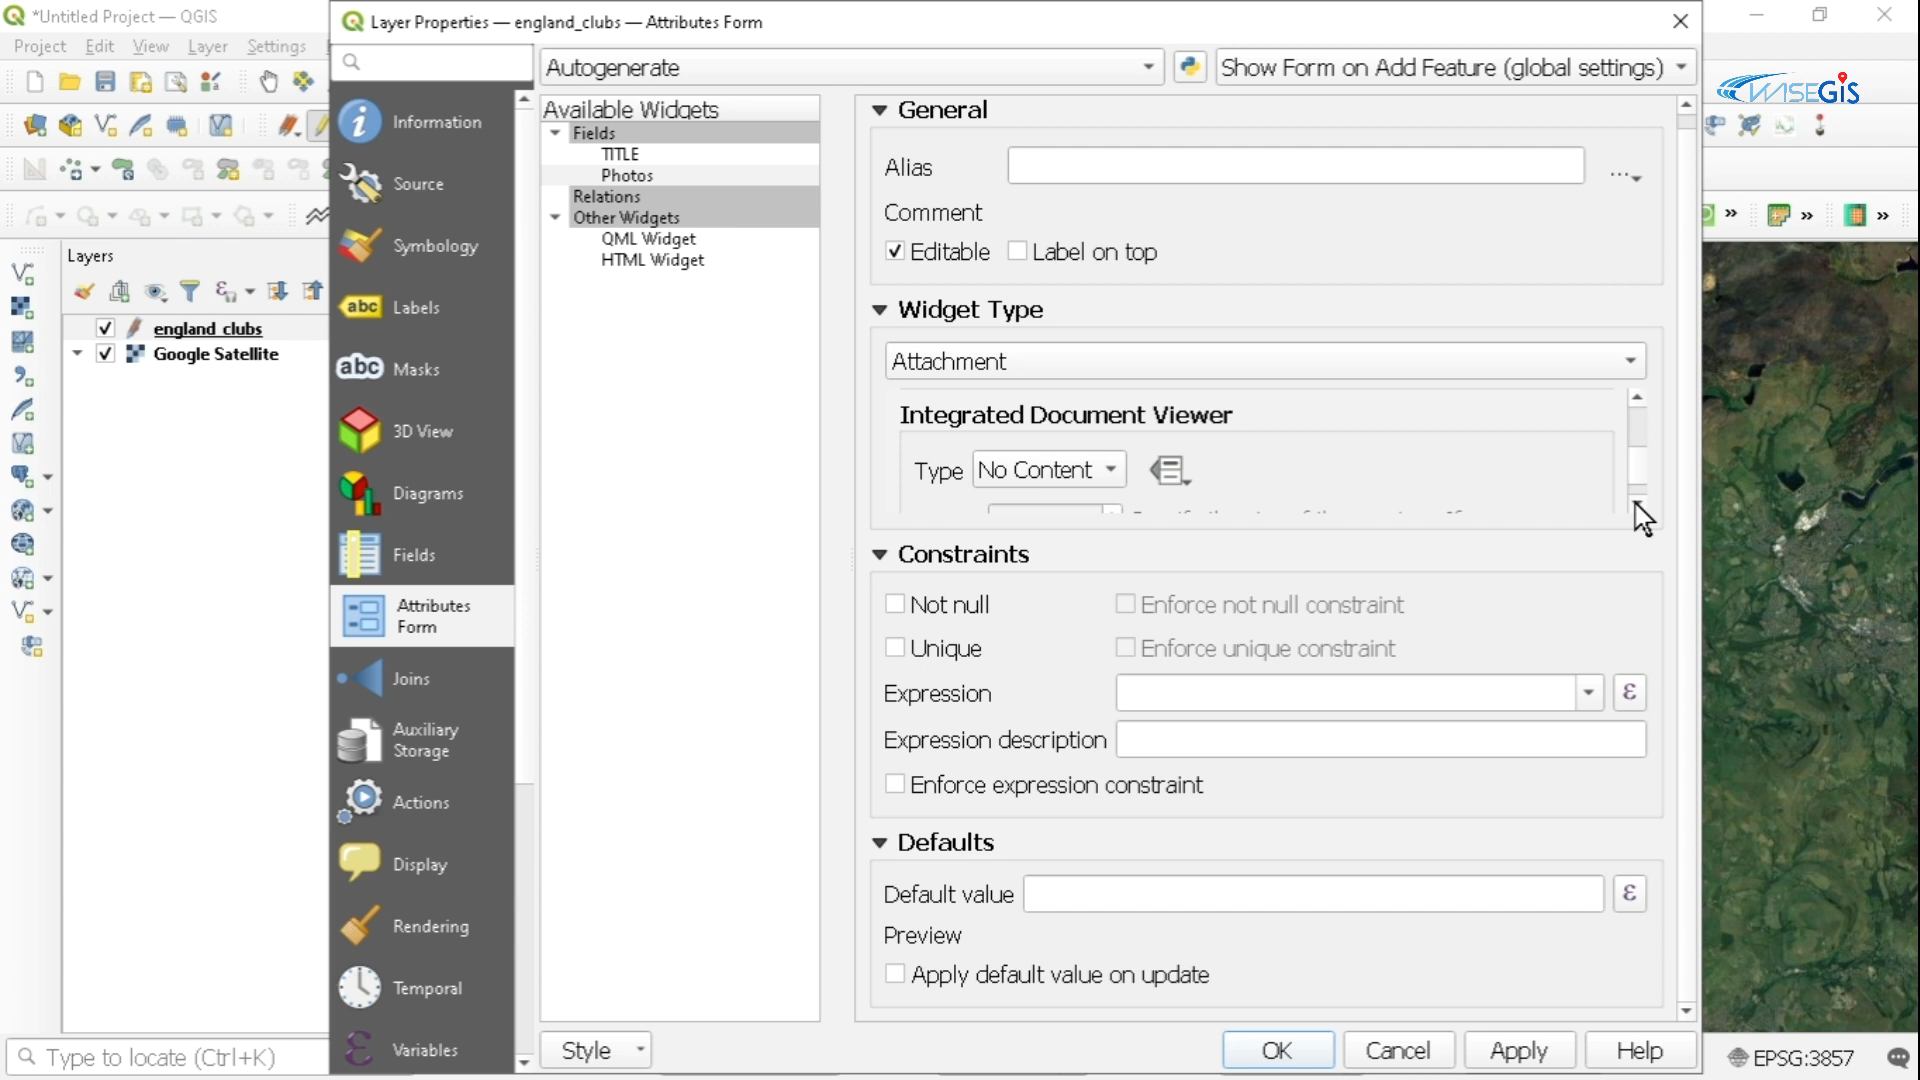 *Untitled Project — QGIS
Project Edit View Layer Settings
Layers
england_clubs
Google Satellite
Type to locate (Ctrl+K)
Layer Properties — england_clubs — Attributes Form
Information
Source
abc Labels
Symbology
abc Masks
3D View
Diagrams
Fields
Attributes
Form
Joins
Auxiliary
Storage
Actions
Display
Rendering
Temporal
Variables
Autogenerate
Show Form on Add Feature (global settings)
Available Widgets
Fields
TITLE
Photos
Relations
Other Widgets
QML Widget
HTML Widget
General
Alias
...
Comment
Editable Label on top
Widget Type
Attachment
Integrated Document Viewer
Type No Content
Constraints
Not null Enforce not null constraint
Unique Enforce unique constraint
Expression ε
Expression description
Enforce expression constraint
Defaults
Default value ε
Preview
Apply default value on update
Style
OK Cancel Apply Help
WISEGIS
EPSG:3857